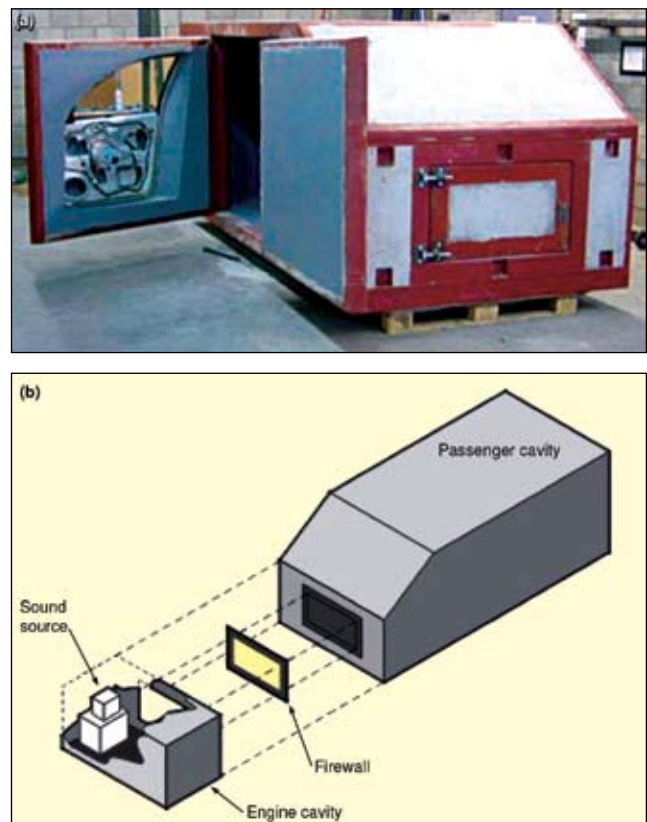 (a)
(b)
Passenger cavity
Sound
source
Firewall
Engine cavity